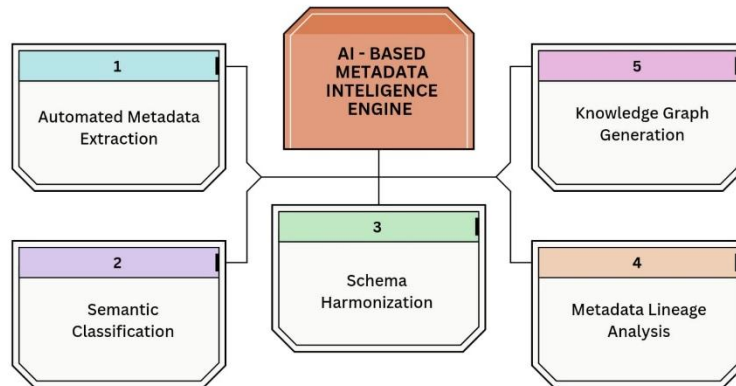 AI - BASED
METADATA
INTELIGENCE
ENGINE
1
Automated Metadata
Extraction
2
Semantic
Classification
3
Schema
Harmonization
4
Metadata Lineage
Analysis
5
Knowledge Graph
Generation